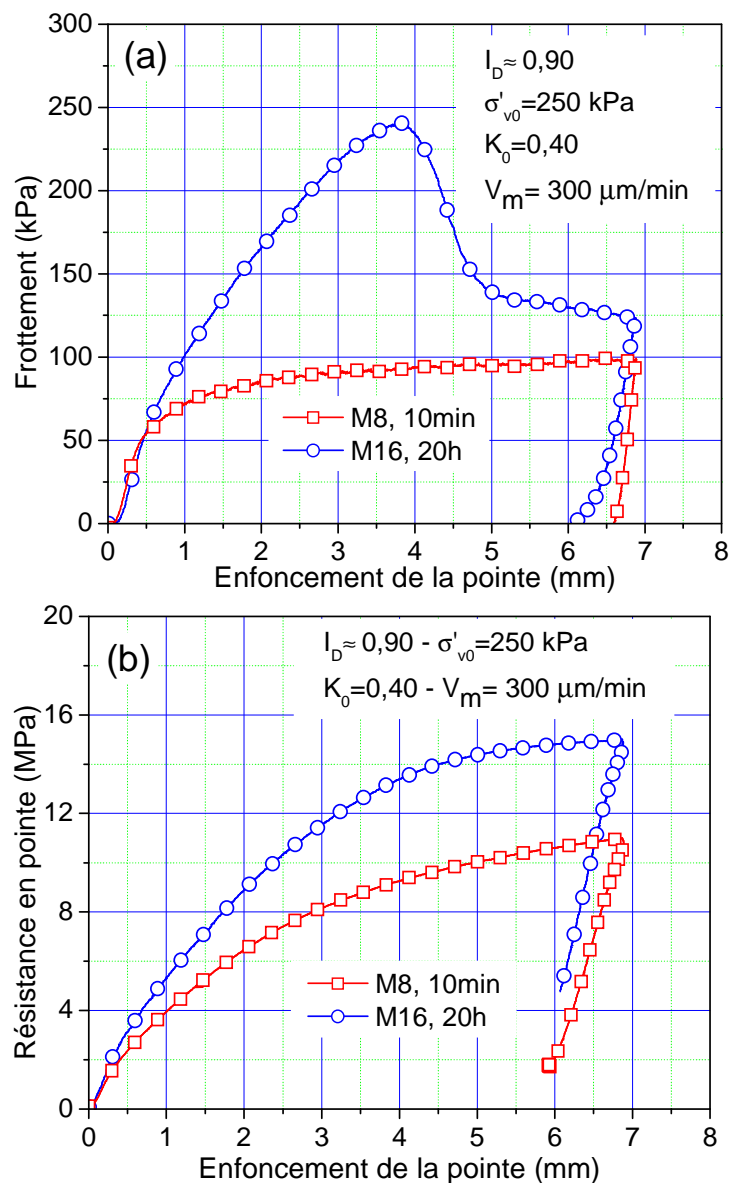 (a)
I_D≈ 0,90
σ'_v0=250 kPa
K_0=0,40
V_m= 300 μm/min
300
250
200
150
100
50
0
Frottement (kPa)
M8, 10min
M16, 20h
0 1 2 3 4 5 6 7 8
Enfoncement de la pointe (mm)
(b)
I_D≈ 0,90 - σ'_v0=250 kPa
K_0=0,40 - V_m= 300 μm/min
20
16
12
8
4
0
Résistance en pointe (MPa)
M8, 10min
M16, 20h
0 1 2 3 4 5 6 7 8
Enfoncement de la pointe (mm)